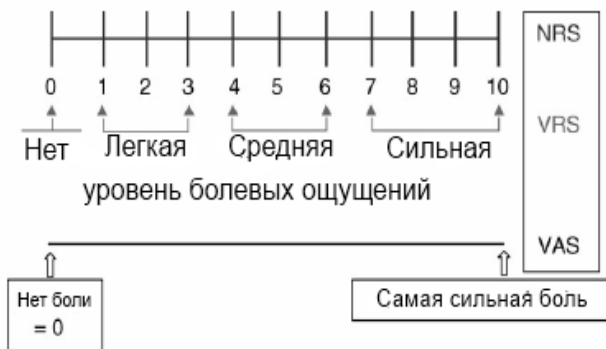 NRS
0 1 2 3 4 5 6 7 8 9 10
VRS
Нет Легкая Средняя Сильная
уровень болевых ощущений
VAS
Нет боли
= 0
Самая сильная боль